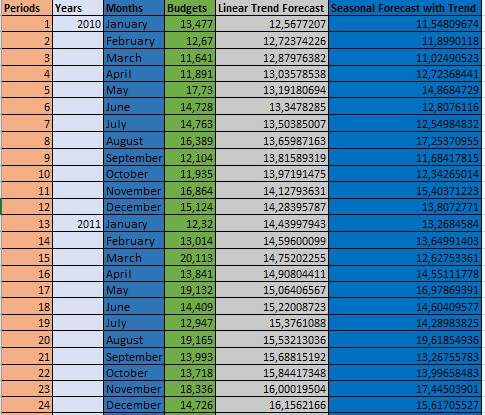 Periods Years Months Budgets Linear Trend Forecast Seasonal Forecast with Trend
1 2010 January 13,477 12,5677207 11,54809674
2 February 12,67 12,72374226 11,8990118
3 March 11,641 12,87976382 11,02490523
4 April 11,891 13,03578538 12,72368441
5 May 17,73 13,19180694 14,8684729
6 June 14,728 13,3478285 12,8076116
7 July 14,763 13,50385007 12,54984832
8 August 16,389 13,65987163 17,25370955
9 September 12,104 13,81589319 11,68417815
10 October 11,935 13,97191475 12,34265014
11 November 16,864 14,12793631 15,40371223
12 December 15,124 14,28395787 13,8072771
13 2011 January 12,32 14,43997943 13,2684584
14 February 13,014 14,59600099 13,64991403
15 March 20,113 14,75202255 12,62753361
16 April 13,841 14,90804411 14,55111778
17 May 19,132 15,06406567 16,97869391
18 June 14,409 15,22008723 14,60409577
19 July 12,947 15,3761088 14,28983825
20 August 19,165 15,53213036 19,61854936
21 September 13,993 15,68815192 13,26755783
22 October 13,718 15,84417348 13,99658483
23 November 18,336 16,00019504 17,44503901
24 December 14,726 16,1562166 15,61705527